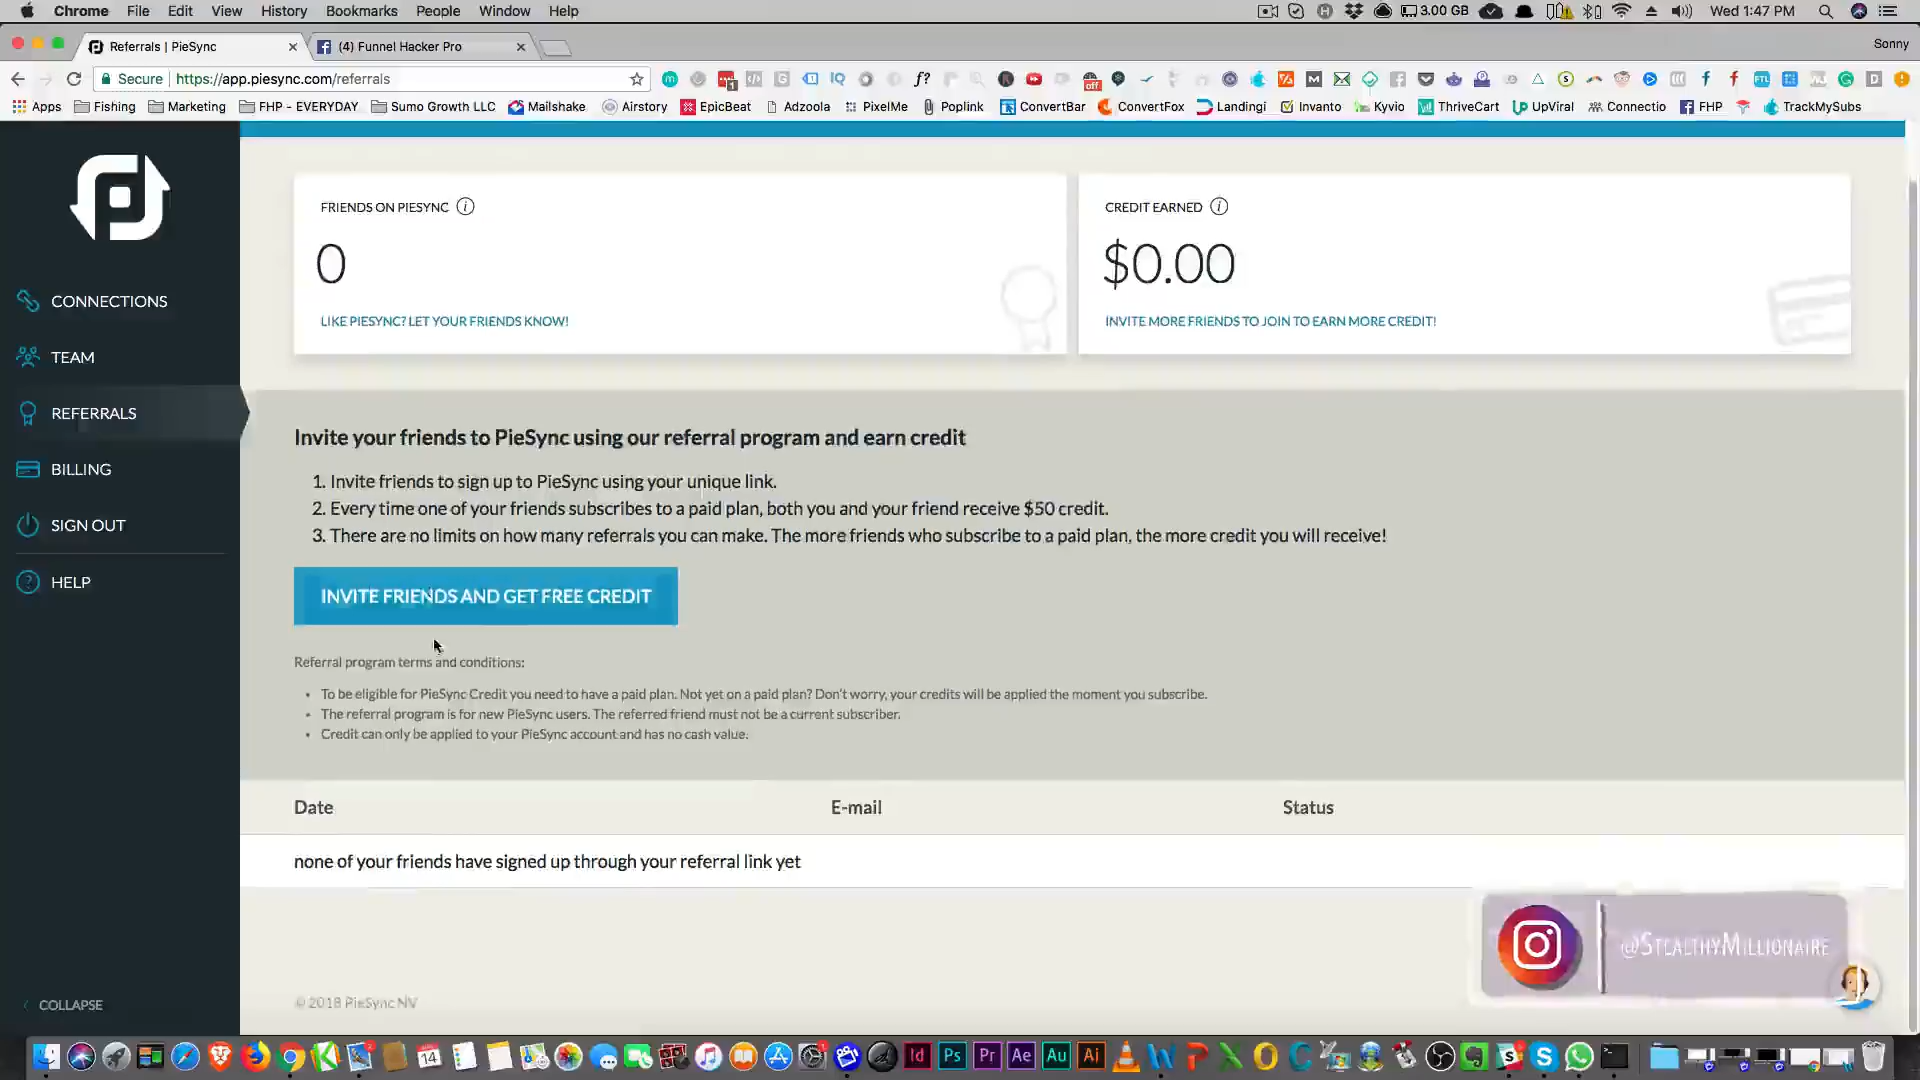 Chrome File Edit View History Bookmarks People Window Help 3.00 GB Wed 1:47 PM
Referrals | PieSync (4) Funnel Hacker Pro Sonny
Secure https://app.piesync.com/referrals
Apps Fishing Marketing FHP - EVERYDAY Sumo Growth LLC Mailshake Airstory EpicBeat Adzoola PixelMe Poplink ConvertBar ConvertFox Landingi Invanto Kyvio ThriveCart UpViral Connectio FHP TrackMySubs
FRIENDS ON PIESYNC
0
LIKE PIESYNC? LET YOUR FRIENDS KNOW!
CREDIT EARNED
$0.00
INVITE MORE FRIENDS TO JOIN TO EARN MORE CREDIT!
CONNECTIONS
TEAM
REFERRALS
BILLING
SIGN OUT
HELP
COLLAPSE
Invite your friends to PieSync using our referral program and earn credit
1. Invite friends to sign up to PieSync using your unique link.
2. Every time one of your friends subscribes to a paid plan, both you and your friend receive $50 credit.
3. There are no limits on how many referrals you can make. The more friends who subscribe to a paid plan, the more credit you will receive!
INVITE FRIENDS AND GET FREE CREDIT
Referral program terms and conditions:
• To be eligible for PieSync Credit you need to have a paid plan. Not yet on a paid plan? Don't worry, your credits will be applied the moment you subscribe.
• The referral program is for new PieSync users. The referred friend must not be a current subscriber.
• Credit can only be applied to your PieSync account and has no cash value.
Date E-mail Status
none of your friends have signed up through your referral link yet
@StealthyMillionaire
© 2018 PieSync NV
14 Id Ps Pr Ae Au Ai